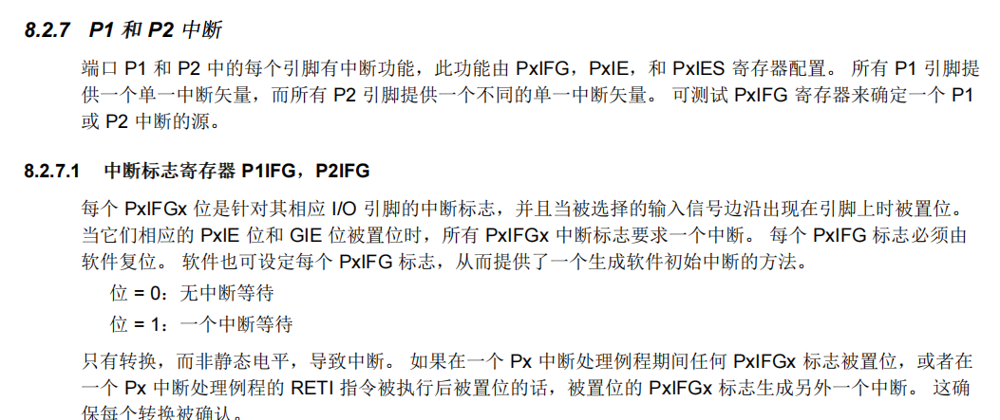 8.2.7 P1 和 P2 中断
端口 P1 和 P2 中的每个引脚有中断功能，此功能由 PxIFG，PxIE，和 PxIES 寄存器配置。 所有 P1 引脚提
供一个单一中断矢量，而所有 P2 引脚提供一个不同的单一中断矢量。 可测试 PxIFG 寄存器来确定一个 P1
或 P2 中断的源。
8.2.7.1 中断标志寄存器 P1IFG，P2IFG
每个 PxIFGx 位是针对其相应 I/O 引脚的中断标志，并且当被选择的输入信号边沿出现在引脚上时被置位。
当它们相应的 PxIE 位和 GIE 位被置位时，所有 PxIFGx 中断标志要求一个中断。 每个 PxIFG 标志必须由
软件复位。 软件也可设定每个 PxIFG 标志，从而提供了一个生成软件初始中断的方法。
位 = 0：无中断等待
位 = 1：一个中断等待
只有转换，而非静态电平，导致中断。 如果在一个 Px 中断处理例程期间任何 PxIFGx 标志被置位，或者在
一个 Px 中断处理例程的 RETI 指令被执行后被置位的话，被置位的 PxIFGx 标志生成另外一个中断。 这确
保每个转换被确认。